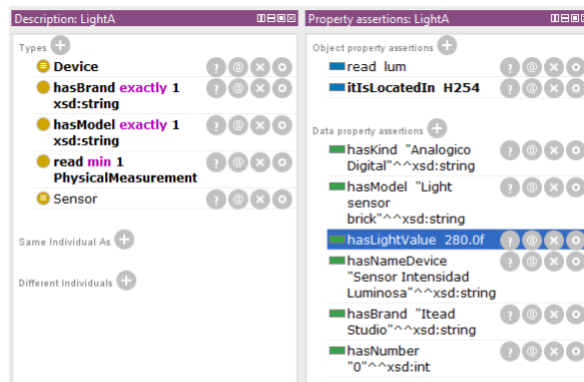 Description: LightA
Types
Device
hasBrand exactly 1
xsd:string
hasModel exactly 1
xsd:string
read min 1
PhysicalMeasurement
Sensor
Same Individual As
Different Individuals
Property assertions: LightA
Object property assertions
read lum
itIsLocatedIn H254
Data property assertions
hasKind "Analogico
Digital"^^xsd:string
hasModel "Light
sensor
brick"^^xsd:string
hasLightValue 280.0f
hasNameDevice
"Sensor Intensidad
Luminosa"^^xsd:string
hasBrand "Itead
Studio"^^xsd:string
hasNumber
"0"^^xsd:int